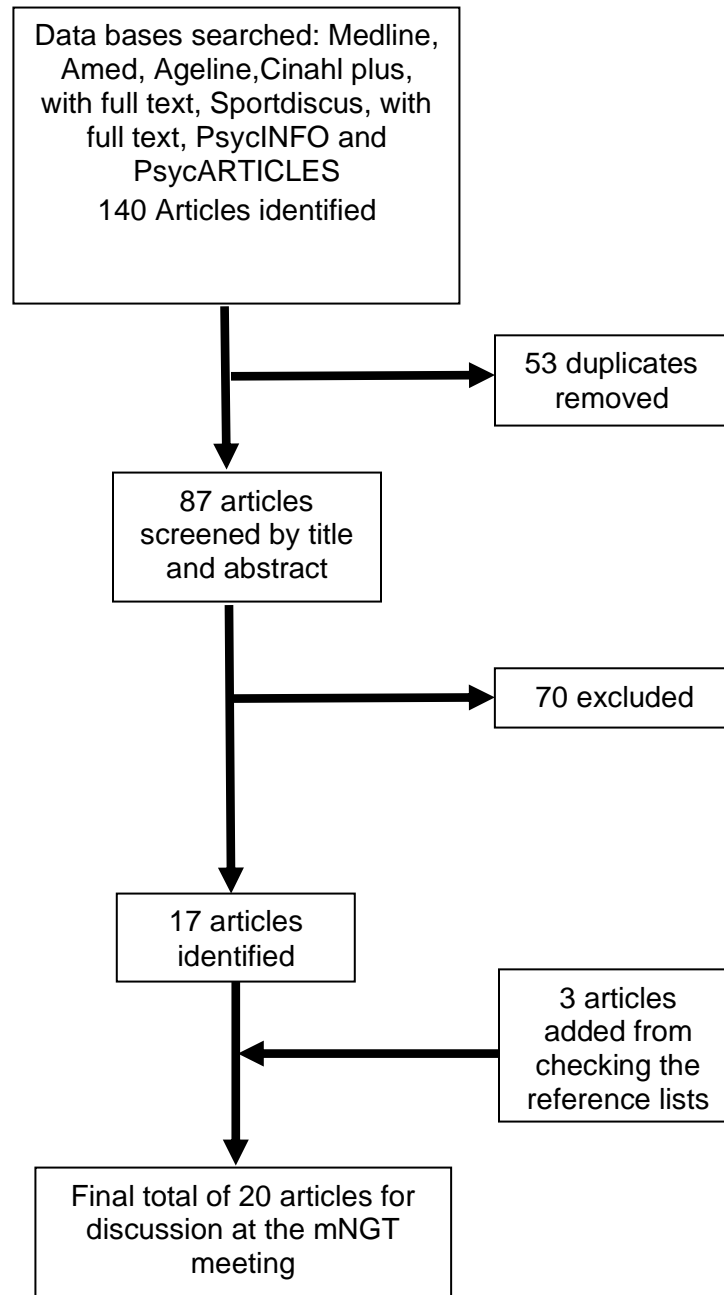 Data bases searched: Medline,
Amed, Ageline,Cinahl plus,
with full text, Sportdiscus, with
full text, PsycINFO and
PsycARTICLES
140 Articles identified
53 duplicates
removed
87 articles
screened by title
and abstract
70 excluded
17 articles
identified
3 articles
added from
checking the
reference lists
Final total of 20 articles for
discussion at the mNGT
meeting